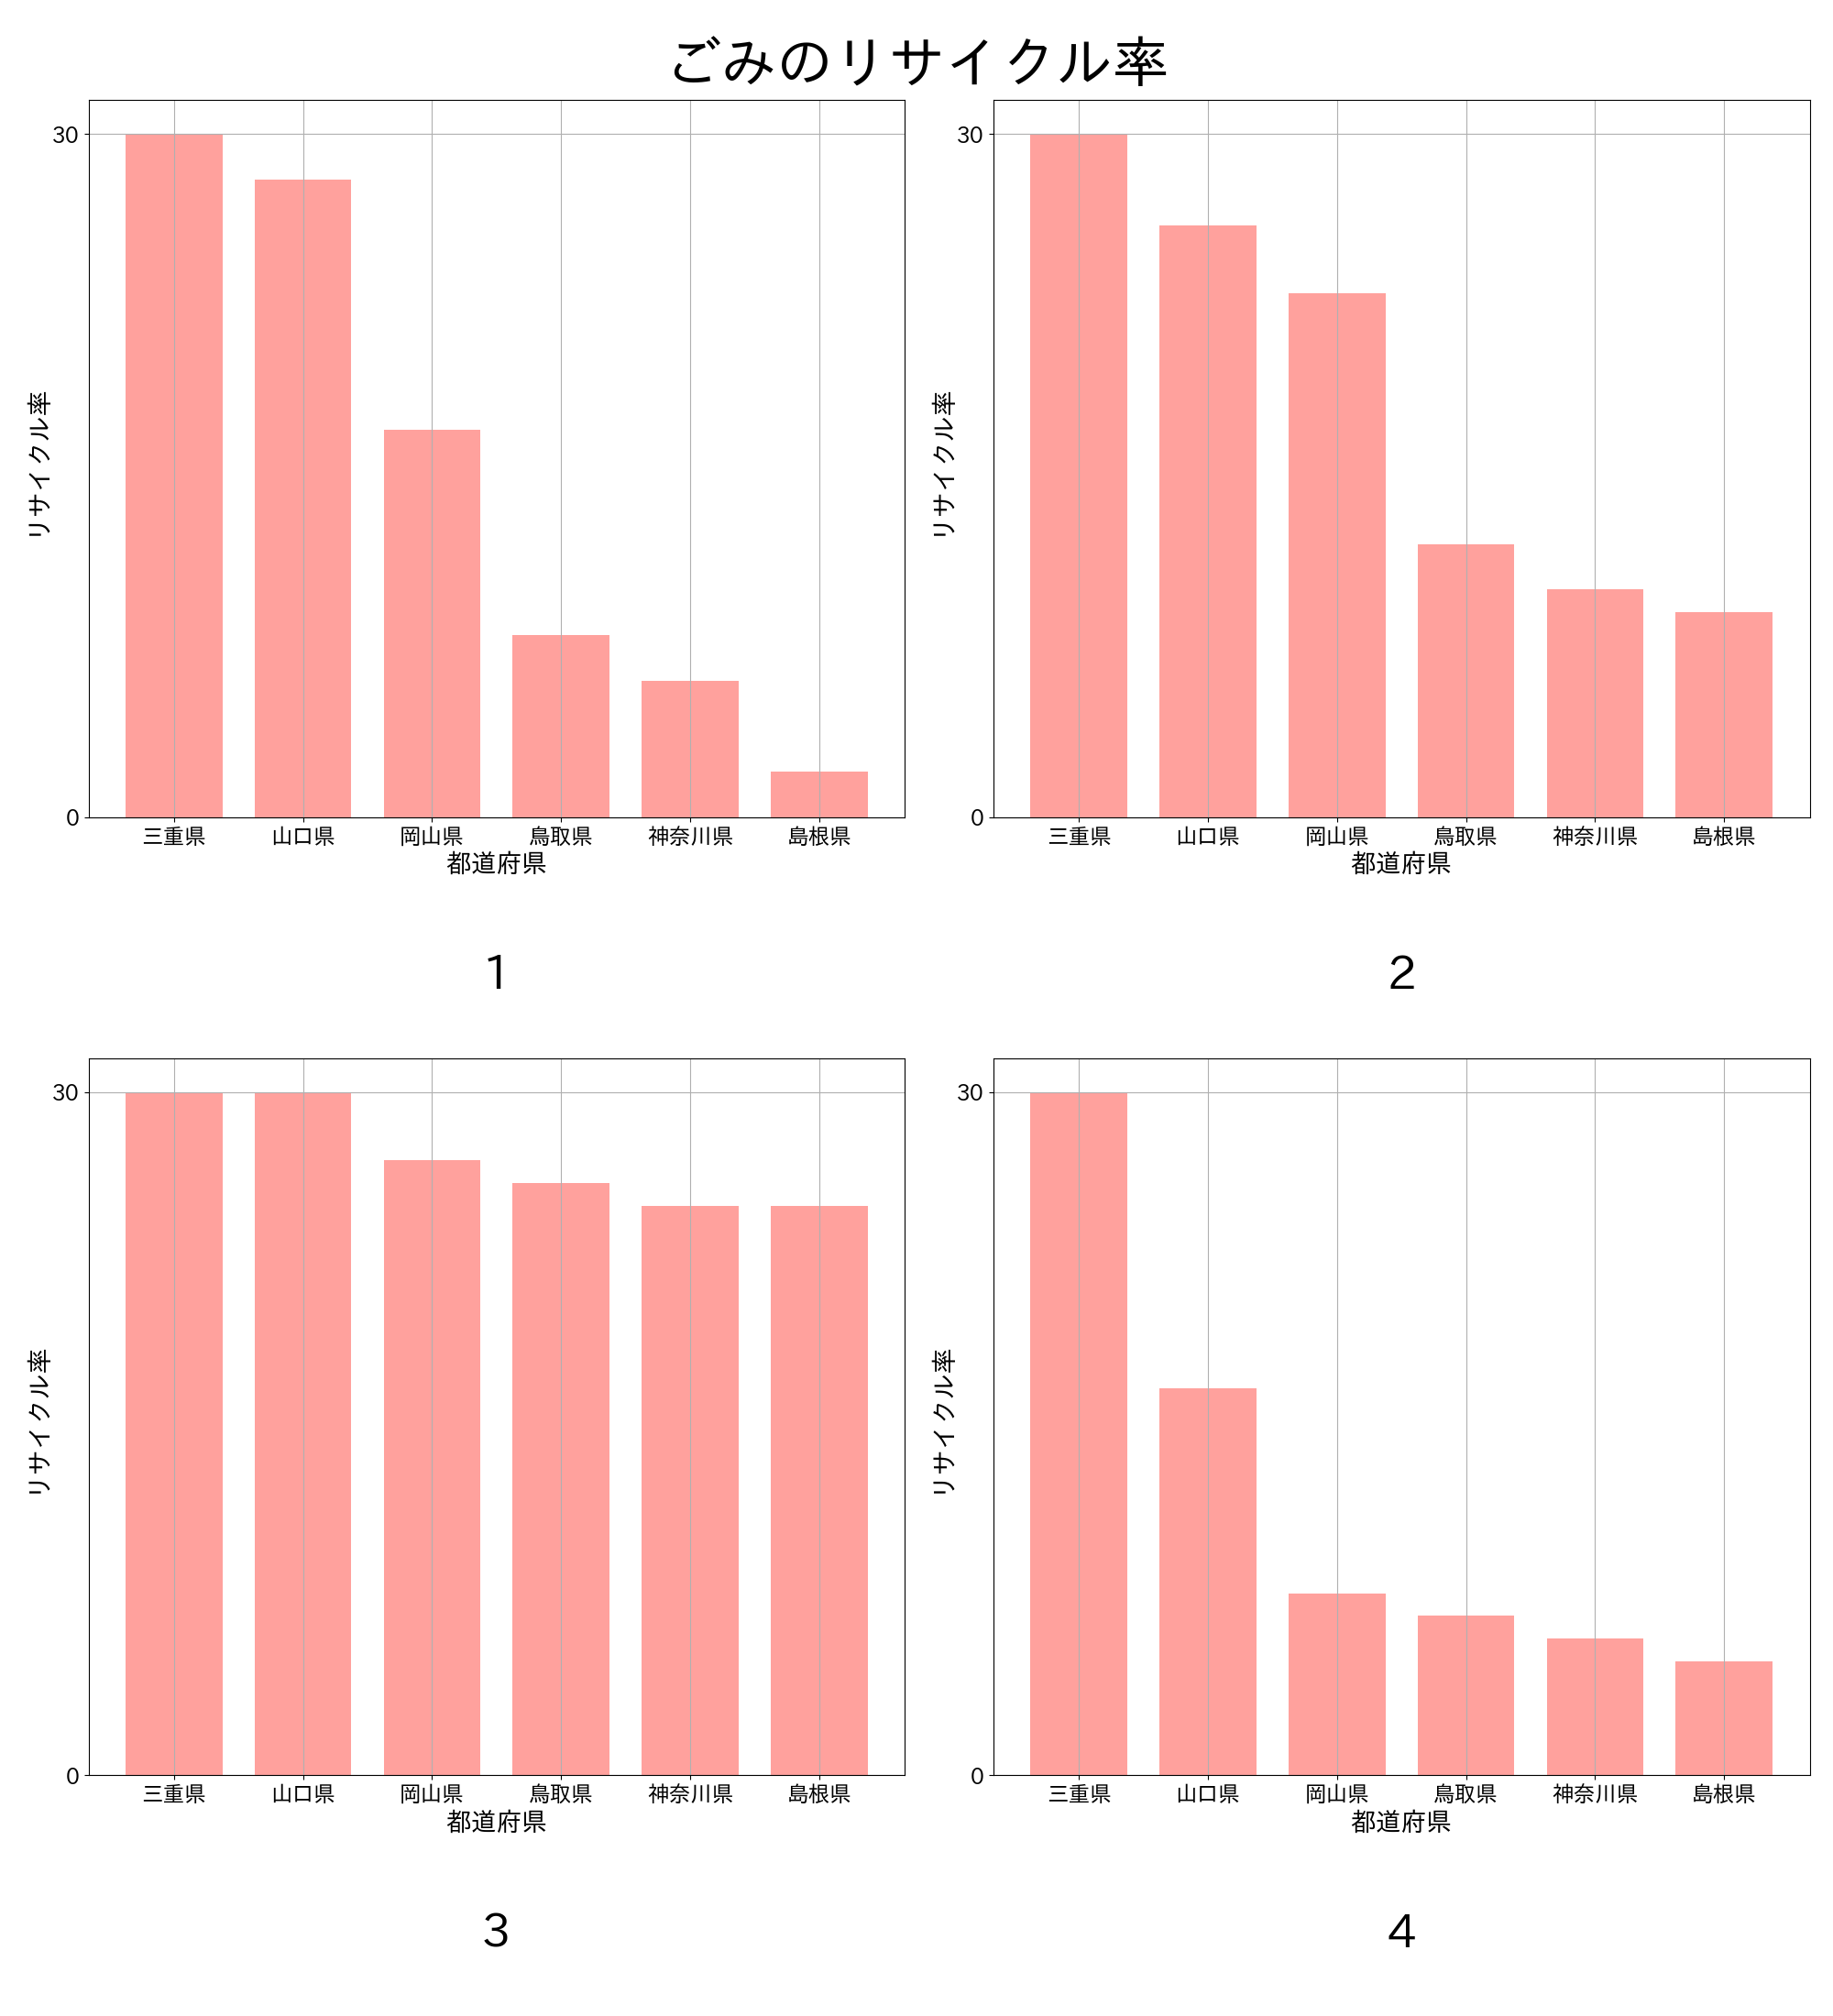 ごみのリサイクル率
30
リサイクル率
0
三重県 山口県 岡山県 鳥取県 神奈川県 島根県
都道府県
1
30
リサイクル率
0
三重県 山口県 岡山県 鳥取県 神奈川県 島根県
都道府県
2
30
リサイクル率
0
三重県 山口県 岡山県 鳥取県 神奈川県 島根県
都道府県
3
30
リサイクル率
0
三重県 山口県 岡山県 鳥取県 神奈川県 島根県
都道府県
4